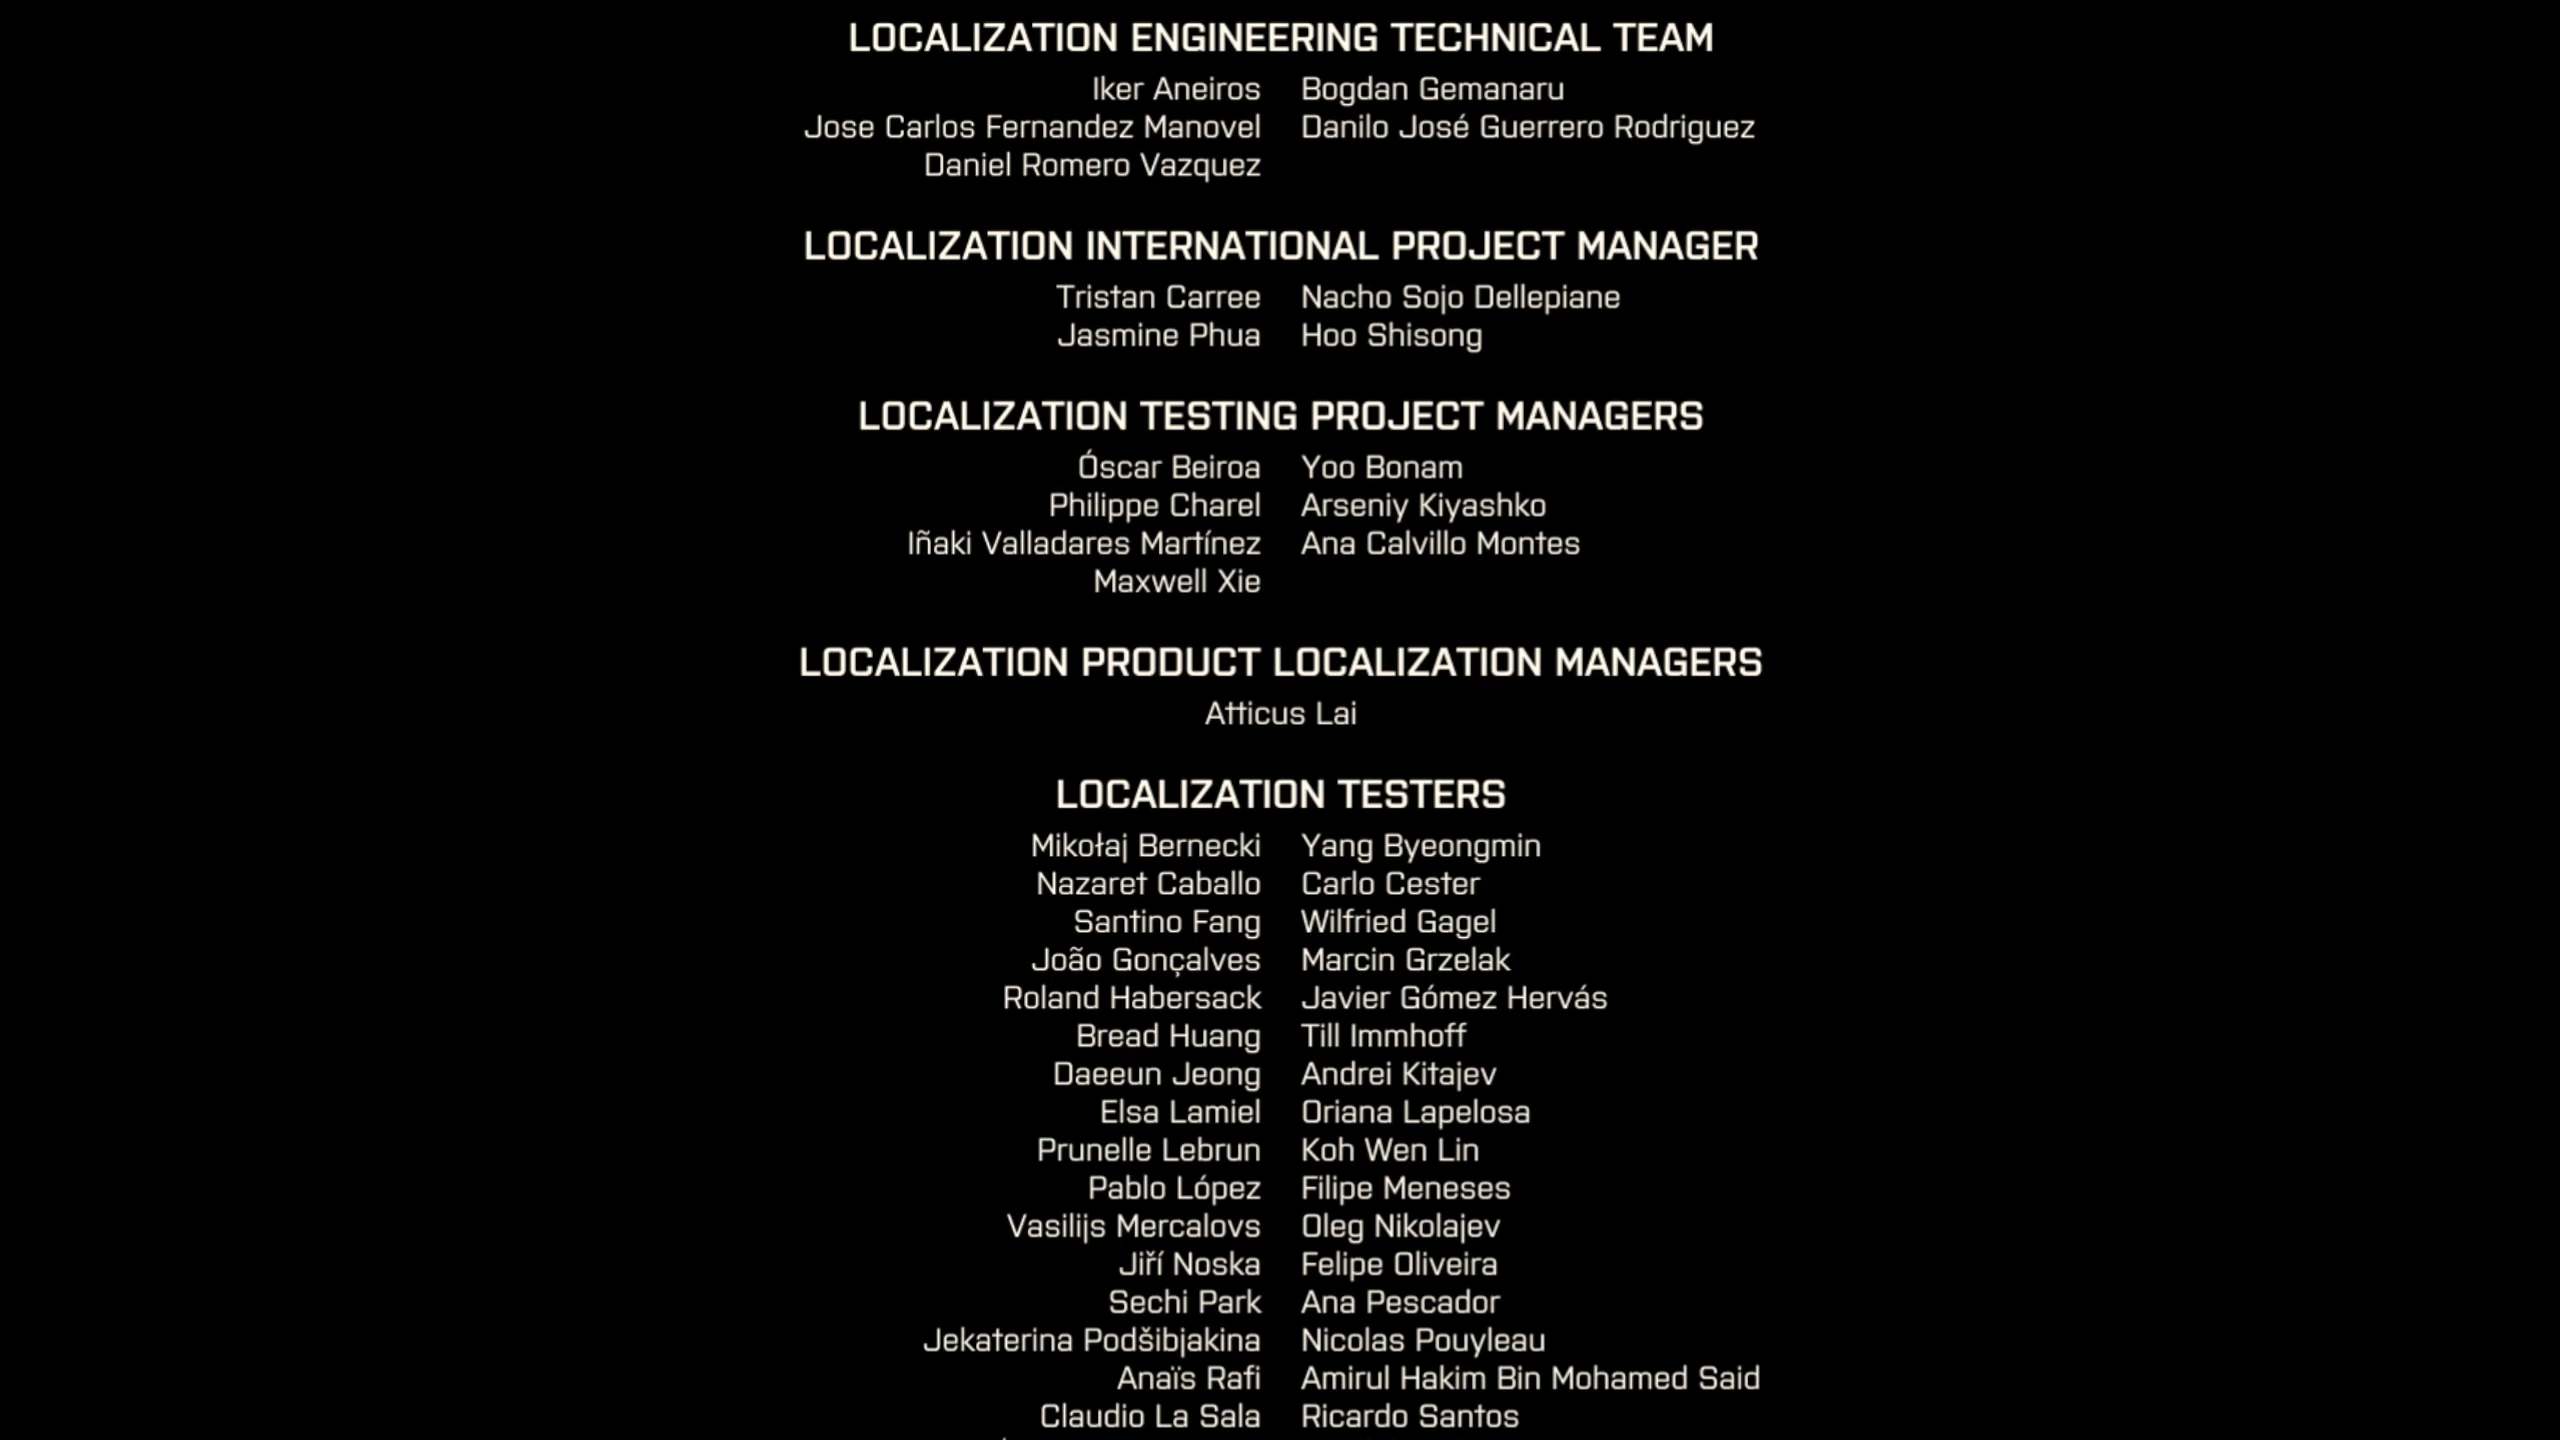 LOCALIZATION ENGINEERING TECHNICAL TEAM
Iker Aneiros Bogdan Gemanaru
Jose Carlos Fernandez Manovel Danilo José Guerrero Rodriguez
Daniel Romero Vazquez
LOCALIZATION INTERNATIONAL PROJECT MANAGER
Tristan Carree Nacho Sojo Dellepiane
Jasmine Phua Hoo Shisong
LOCALIZATION TESTING PROJECT MANAGERS
Óscar Beiroa Yoo Bonam
Philippe Charel Arseniy Kiyashko
Iñaki Valladares Martínez Ana Calvillo Montes
Maxwell Xie
LOCALIZATION PRODUCT LOCALIZATION MANAGERS
Atticus Lai
LOCALIZATION TESTERS
Mikołaj Bernecki Yang Byeongmin
Nazaret Caballo Carlo Cester
Santino Fang Wilfried Gagel
João Gonçalves Marcin Grzelak
Roland Habersack Javier Gómez Hervás
Bread Huang Till Immhoff
Daeeun Jeong Andrei Kitajev
Elsa Lamiel Oriana Lapelosa
Prunelle Lebrun Koh Wen Lin
Pablo López Filipe Meneses
Vasilijs Mercalovs Oleg Nikolajev
Jiří Noska Felipe Oliveira
Sechi Park Ana Pescador
Jekaterina Podšibjakina Nicolas Pouyleau
Anaïs Rafi Amirul Hakim Bin Mohamed Said
Claudio La Sala Ricardo Santos